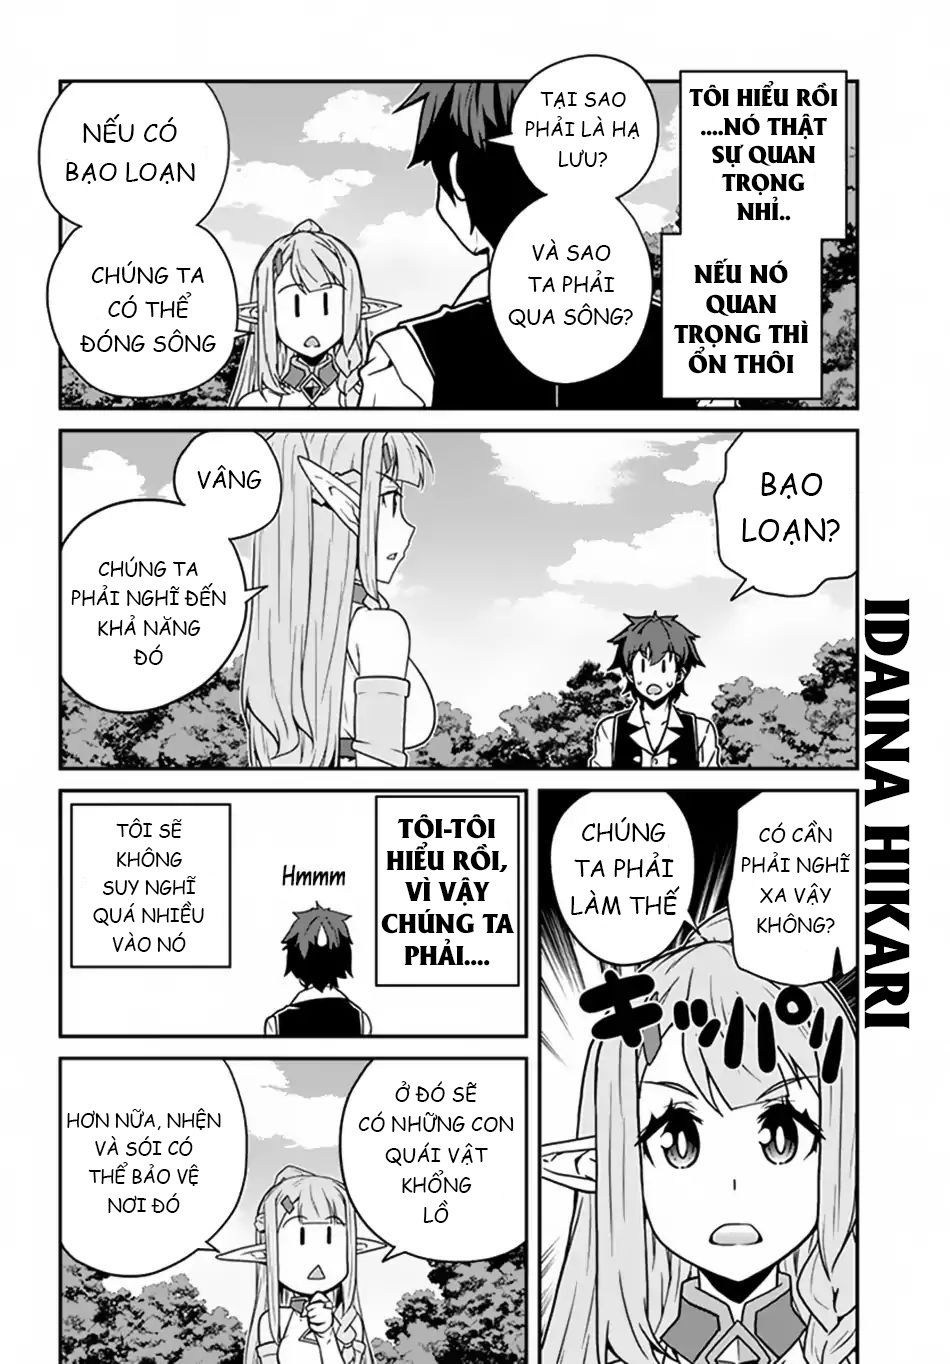 TÔI HIỂU RỒI
....NÓ THẬT
SỰ QUAN
TRỌNG
NHỈ..
NẾU NÓ
QUAN
TRỌNG THÌ
ỔN THÔI
TẠI SAO
PHẢI LÀ HẠ
LƯU?
VÀ SAO
TA PHẢI
QUA SÔNG?
NẾU CÓ
BẠO LOẠN
CHÚNG TA
CÓ THỂ
ĐÓNG SÔNG
BẠO
LOẠN?
VÂNG
CHÚNG TA
PHẢI NGHĨ ĐẾN
KHẢ NĂNG
ĐÓ
IDAINA HIKARI
CÓ CẦN
PHẢI NGHĨ
XA VẬY
KHÔNG?
CHÚNG
TA PHẢI
LÀM THẾ
キッパリ
TÔI-TÔI
HIỂU RỒI,
VÌ VẬY
CHÚNG TA
PHẢI....
Hmmm
TÔI SẼ
KHÔNG
SUY NGHĨ
QUÁ NHIỀU
VÀO NÓ
Ở ĐÓ SẼ
CÓ NHỮNG CON
QUÁI VẬT
KHỔNG
LỒ
HƠN NỮA, NHỆN
VÀ SÓI CÓ
THỂ BẢO VỆ
NƠI ĐÓ